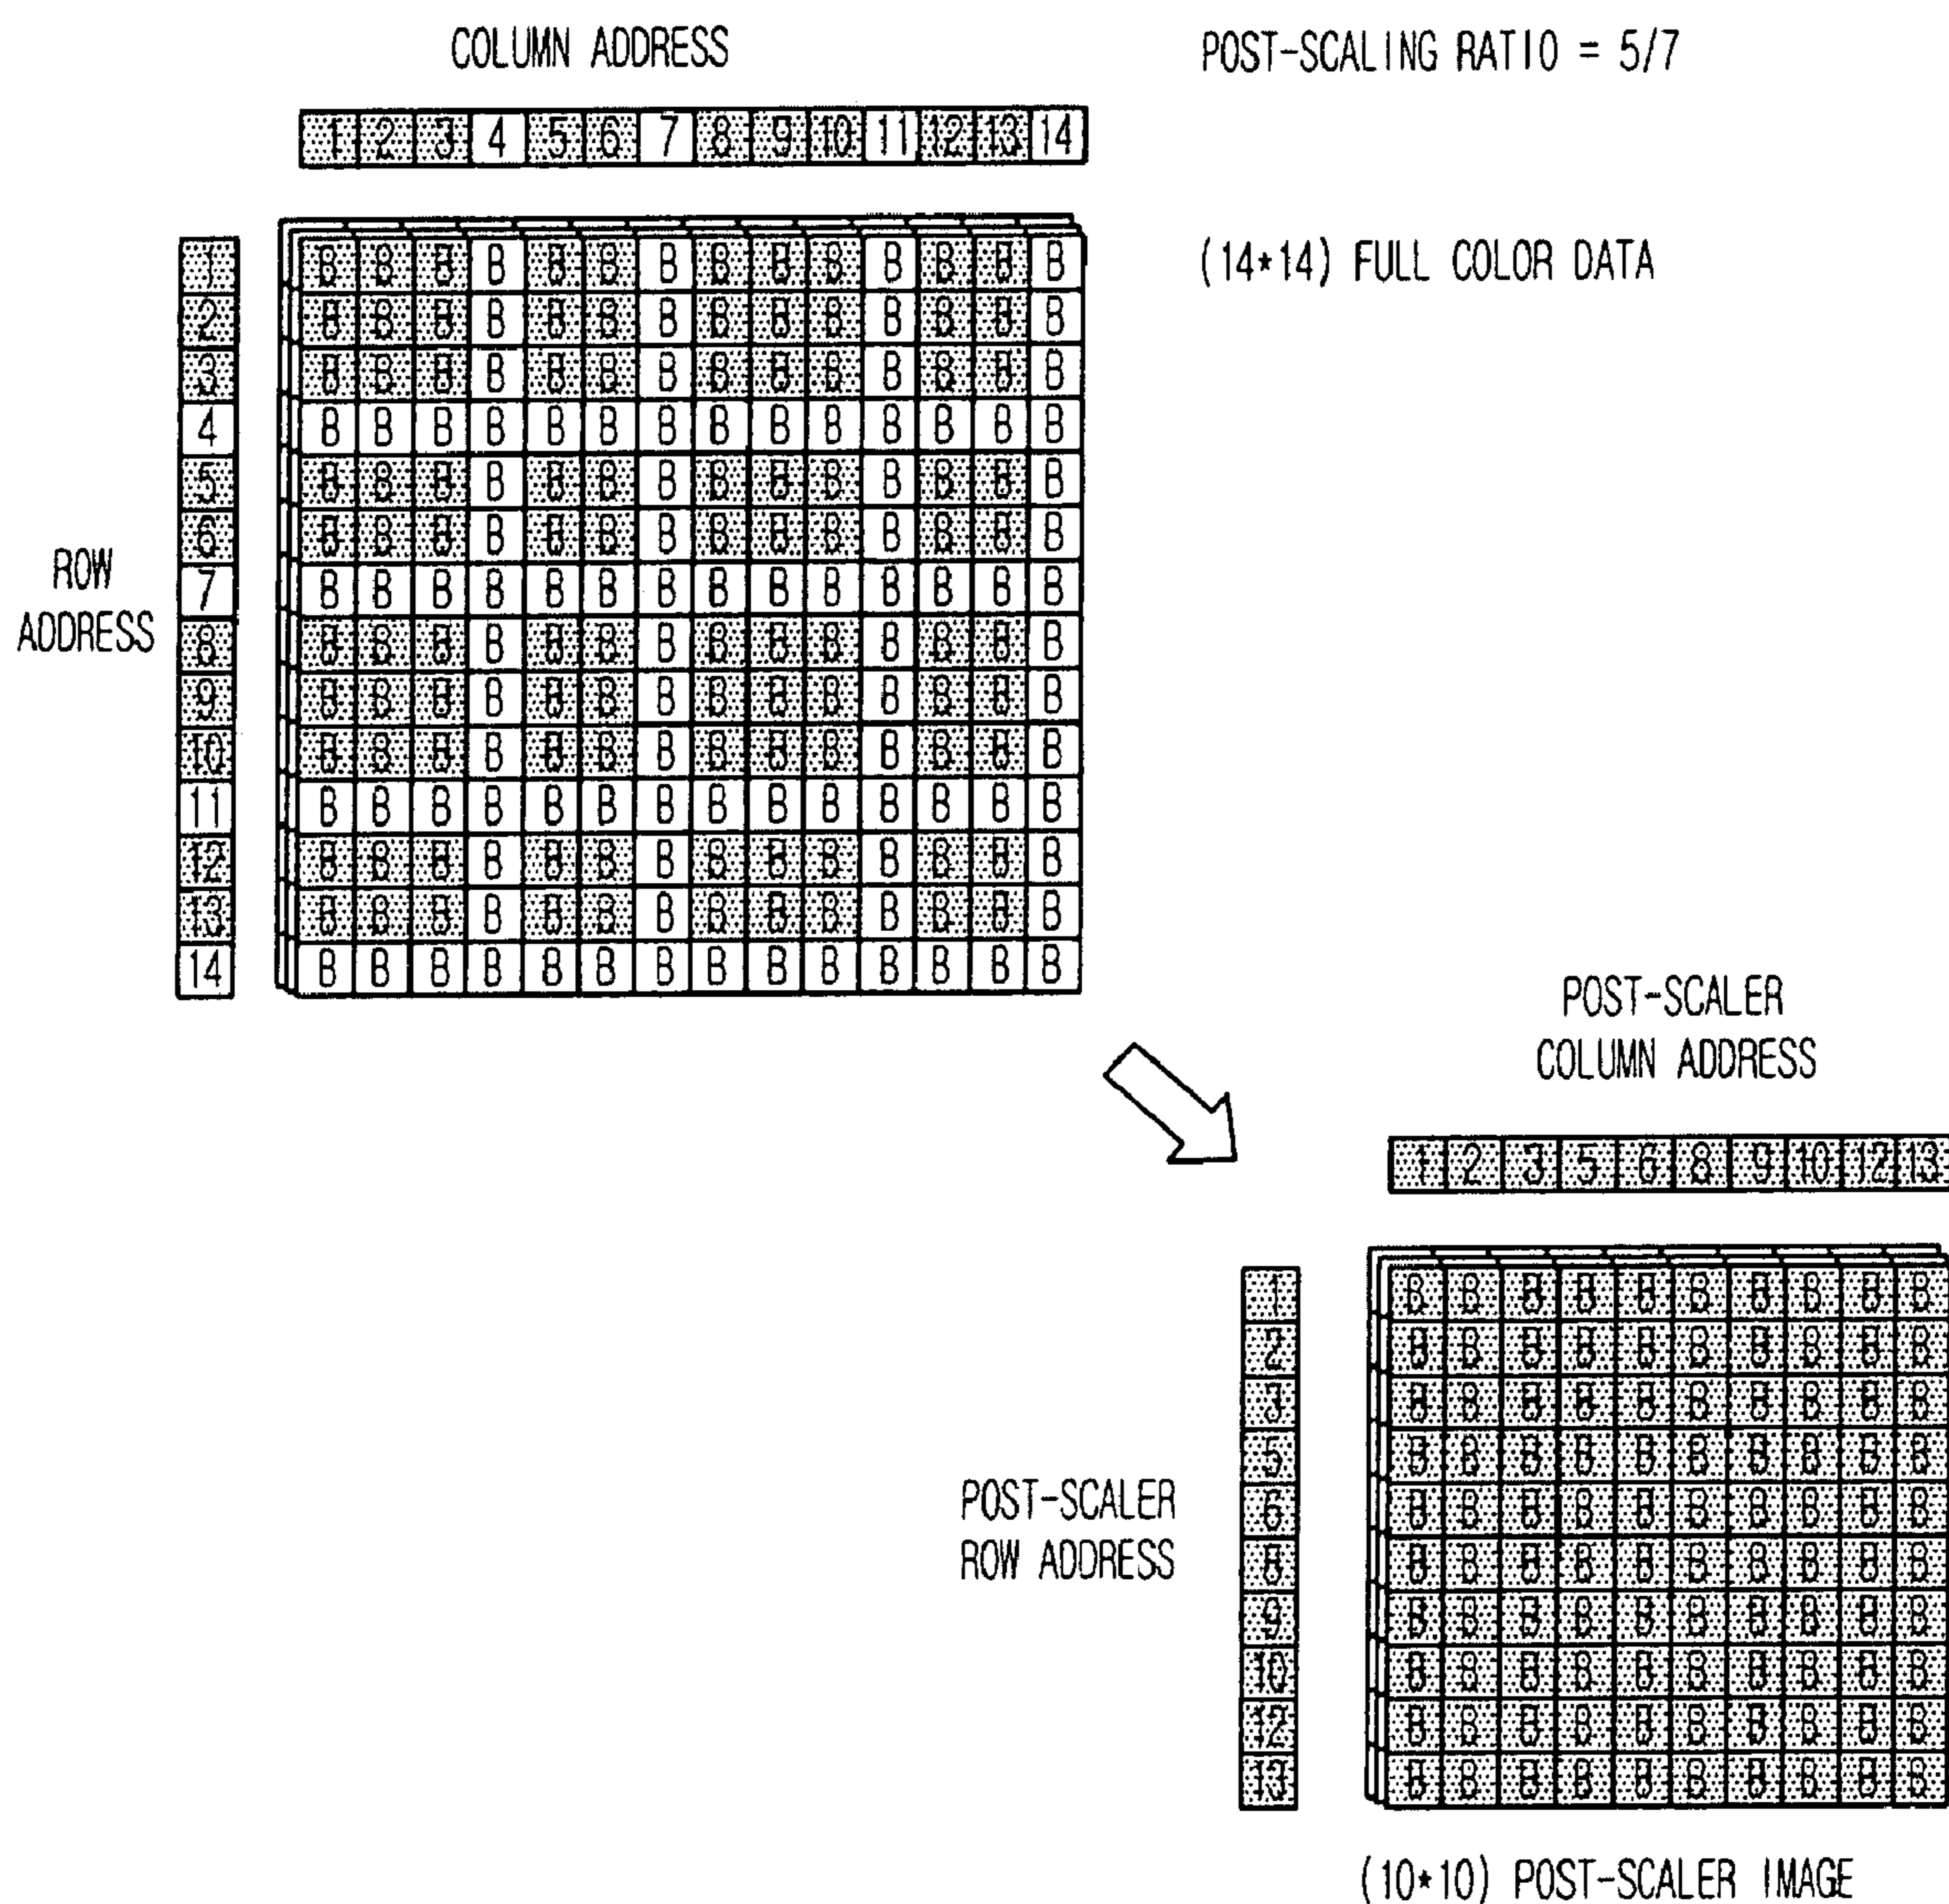 COLUMN ADDRESS
POST-SCALING RATIO = 5/7
1 2 3 4 5 6 7 8 9 10 11 12 13 14
(14*14) FULL COLOR DATA
ROW
ADDRESS
1 B B B B B B B B B B B B B B
2 B B B B B B B B B B B B B B
3 B B B B B B B B B B B B B B
4 B B B B B B B B B B B B B B
5 B B B B B B B B B B B B B B
6 B B B B B B B B B B B B B B
7 B B B B B B B B B B B B B B
8 B B B B B B B B B B B B B B
9 B B B B B B B B B B B B B B
10 B B B B B B B B B B B B B B
11 B B B B B B B B B B B B B B
12 B B B B B B B B B B B B B B
13 B B B B B B B B B B B B B B
14 B B B B B B B B B B B B B B
POST-SCALER
COLUMN ADDRESS
1 2 3 5 6 8 9 10 12 13
POST-SCALER
ROW ADDRESS
1 B B B B B B B B B B
2 B B B B B B B B B B
3 B B B B B B B B B B
5 B B B B B B B B B B
6 B B B B B B B B B B
8 B B B B B B B B B B
9 B B B B B B B B B B
10 B B B B B B B B B B
12 B B B B B B B B B B
13 B B B B B B B B B B
(10*10) POST-SCALER IMAGE